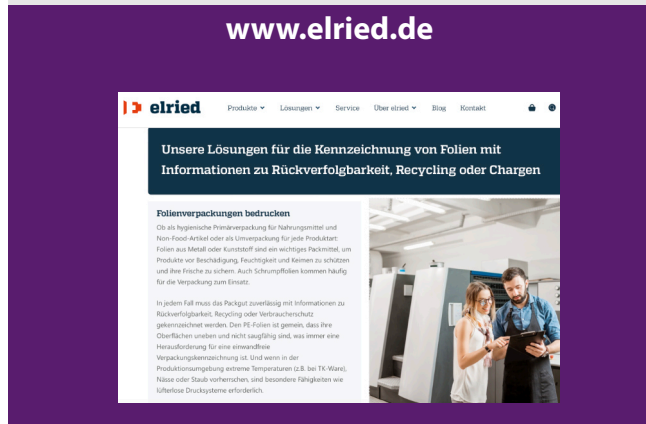 www.elried.de
elried
Produkte Lösungen Service Über elried Blog Kontakt
Unsere Lösungen für die Kennzeichnung von Folien mit
Informationen zu Rückverfolgbarkeit, Recycling oder Chargen
Folienverpackungen bedrucken
Ob als hygienische Primärverpackung für Nahrungsmittel und
Non-Food-Artikel oder als Umverpackung für jede Produktart:
Folien aus Metall oder Kunststoff sind ein wichtiges Packmittel, um
Produkte vor Beschädigung, Feuchtigkeit und Keimen zu schützen
und ihre Frische zu sichern. Auch Schrumpffolien kommen häufig
für die Verpackung zum Einsatz.
In jedem Fall muss das Packgut zuverlässig mit Informationen zu
Rückverfolgbarkeit, Recycling oder Verbraucherschutz
gekennzeichnet werden. Den PE-Folien ist gemein, dass ihre
Oberflächen uneben und nicht saugfähig sind, was immer eine
Herausforderung für eine einwandfreie
Verpackungskennzeichnung ist. Und wenn in der
Produktionsumgebung extreme Temperaturen (z.B. bei TK-Ware),
Nässe oder Staub vorherrschen, sind besondere Fähigkeiten wie
lüfterlose Drucksysteme erforderlich.